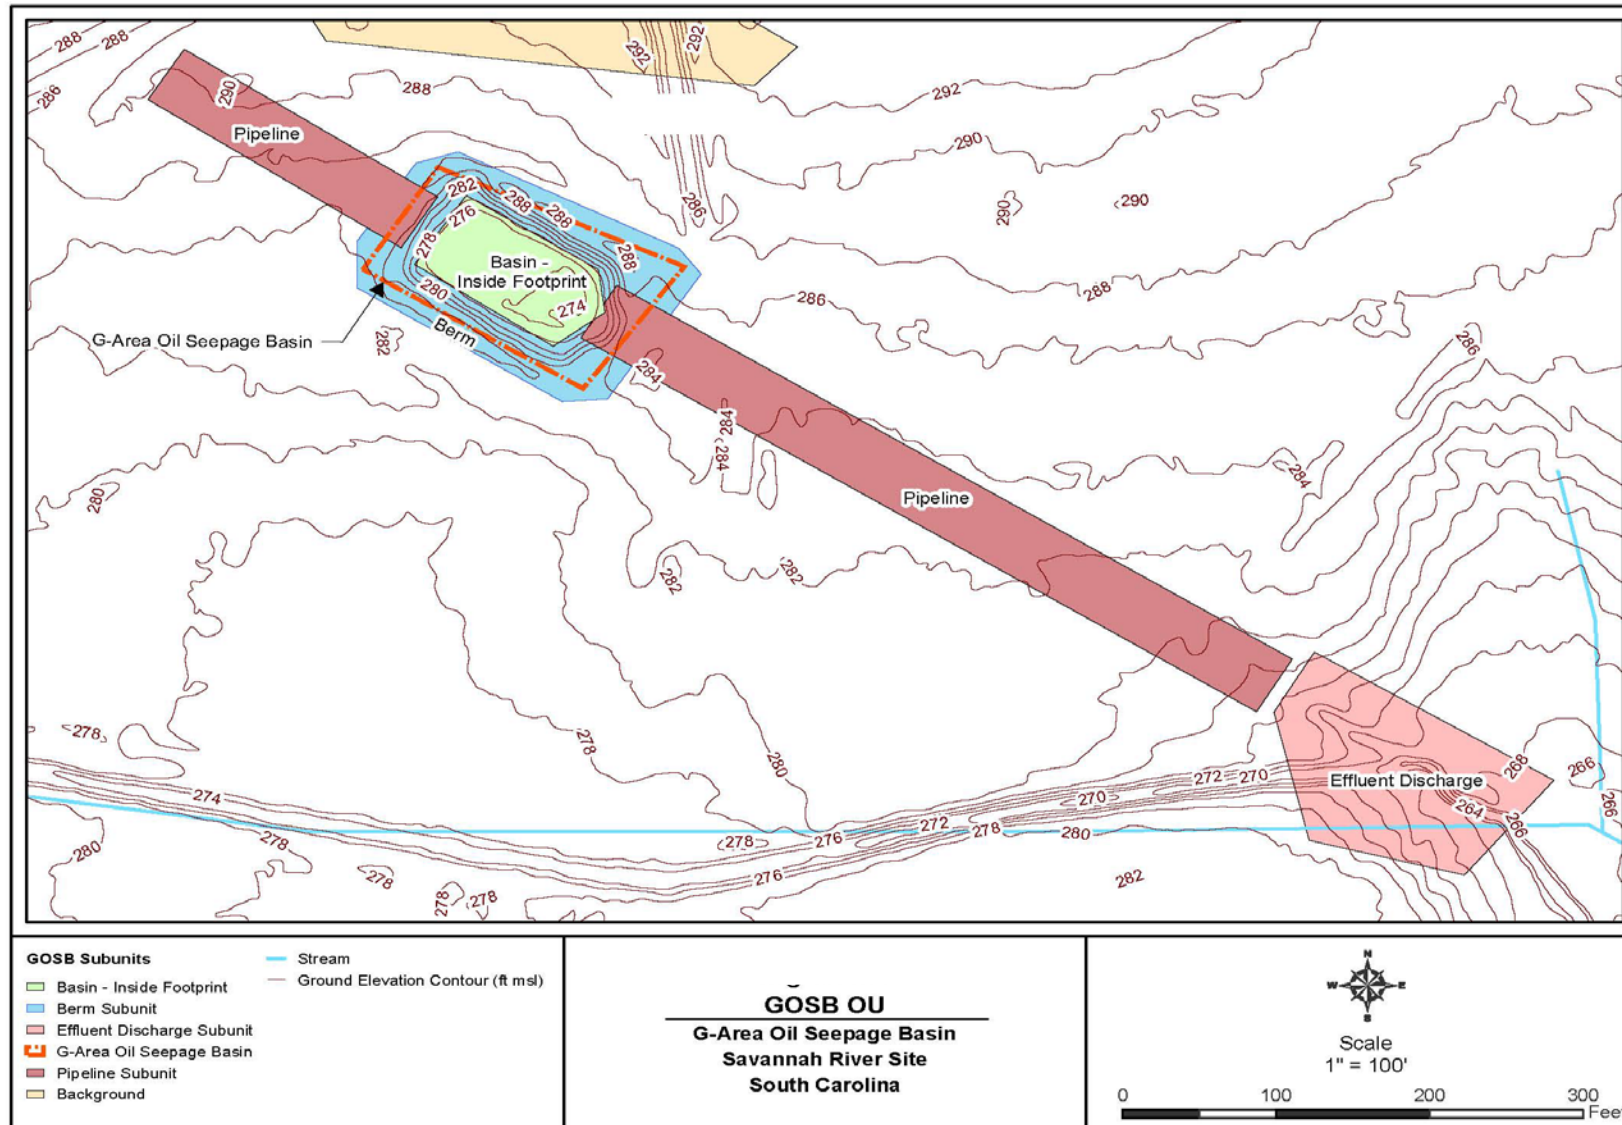 288
288
286
290
288
292
292
292
290
290
290
286
288
286
Pipeline
282
288
288
276
278
288
Basin -
Inside Footprint
280
274
G-Area Oil Seepage Basin
Berm
282
284
284
284
286
284
280
282
282
Pipeline
278
278
280
274
278
280
278
278
278
278
276
276
272
278
270
280
282
272
270
Effluent Discharge
268
266
264
266
266
GOSB Subunits
Basin - Inside Footprint
Berm Subunit
Effluent Discharge Subunit
G-Area Oil Seepage Basin
Pipeline Subunit
Background
Stream
Ground Elevation Contour (ft msl)
GOSB OU
G-Area Oil Seepage Basin
Savannah River Site
South Carolina
N
W E
S
Scale
1" = 100'
0 100 200 300
Feet